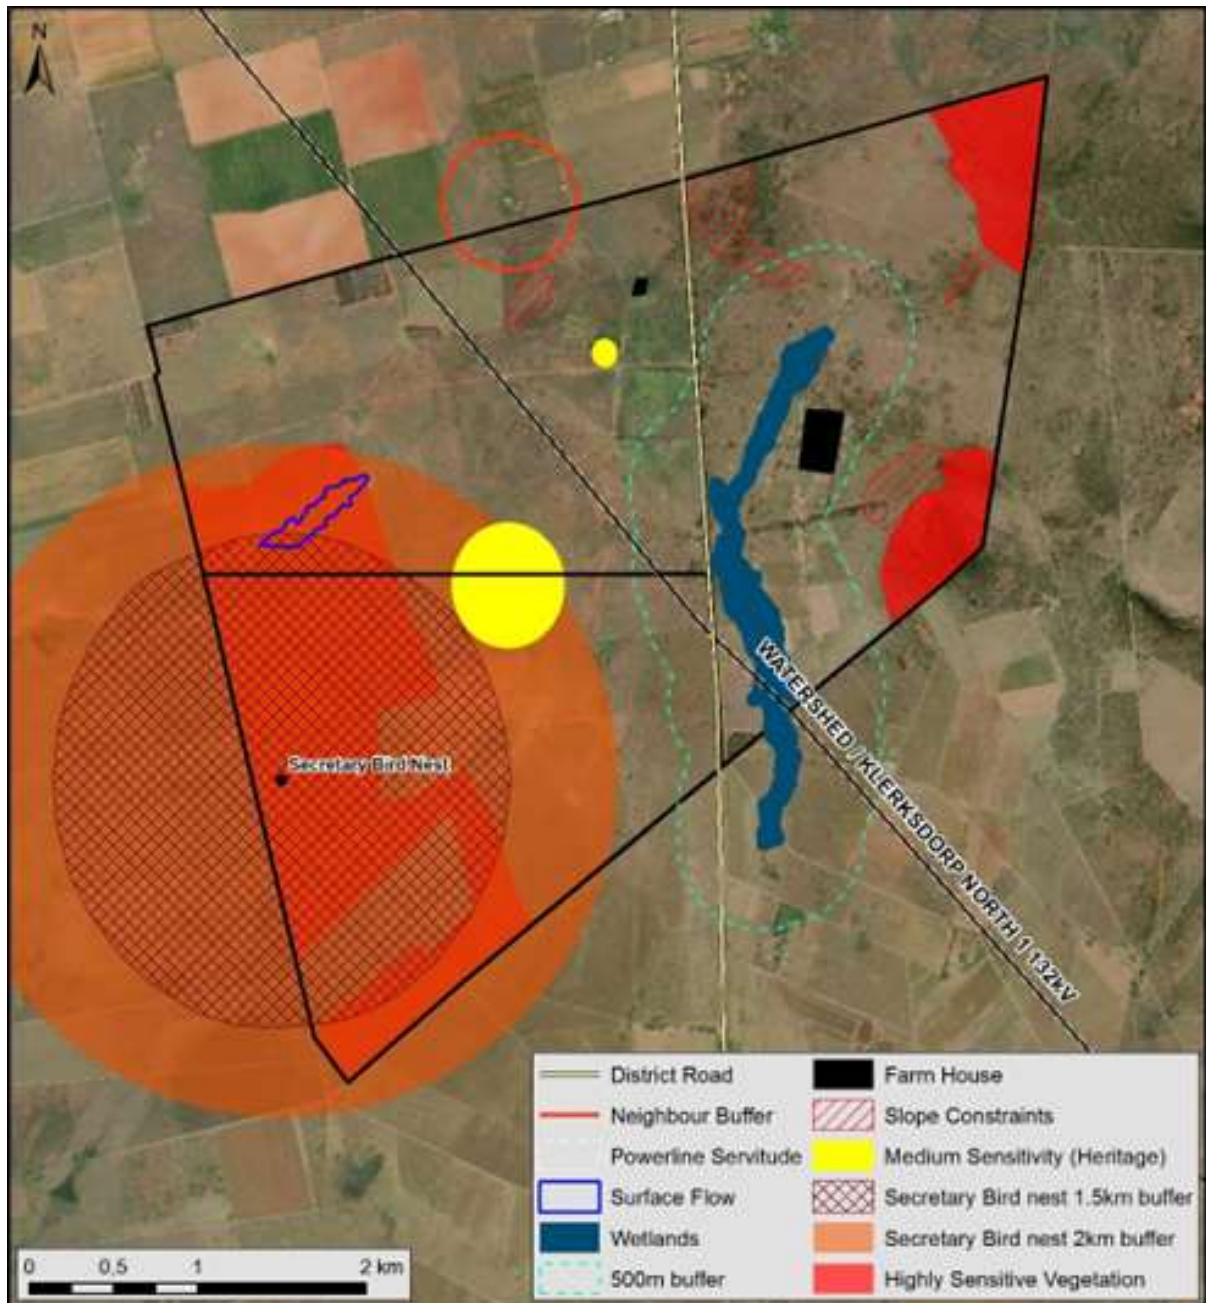 N
Secretary Bird Nest
WATERSHED / KLERKSDORP NORTH 1 132kV
District Road
Neighbour Buffer
Powerline Servitude
Surface Flow
Wetlands
500m buffer
Farm House
Slope Constraints
Medium Sensitivity (Heritage)
Secretary Bird nest 1.5km buffer
Secretary Bird nest 2km buffer
Highly Sensitive Vegetation
0 0,5 1 2 km